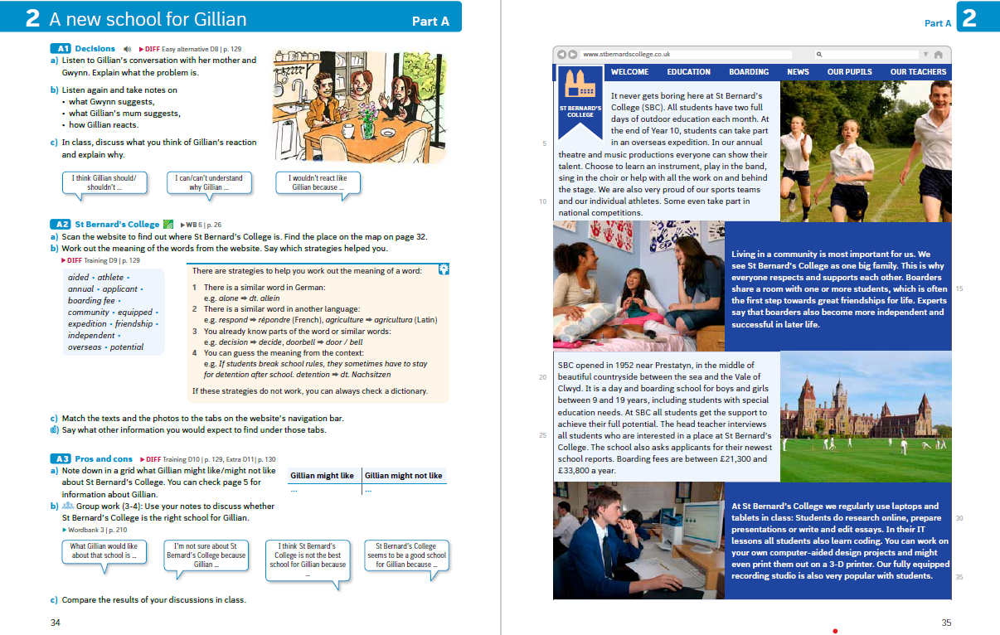 2 A new school for Gillian Part A
A1 Decisions DIFF Easy alternative D8 | p. 129
a) Listen to Gillian's conversation with her mother and
Gwynn. Explain what the problem is.
b) Listen again and take notes on
• what Gwynn suggests,
• what Gillian's mum suggests,
• how Gillian reacts.
c) In class, discuss what you think of Gillian's reaction
and explain why.
I think Gillian should/
shouldn't ...
I can/can't understand
why Gillian ...
I wouldn't react like
Gillian because ...
A2 St Bernard's College WB 6 | p. 26
a) Scan the website to find out where St Bernard's College is. Find the place on the map on page 32.
b) Work out the meaning of the words from the website. Say which strategies helped you.
DIFF Training D9 | p. 129
aided • athlete •
annual • applicant •
boarding fee •
community • equipped •
expedition • friendship •
independent •
overseas • potential
There are strategies to help you work out the meaning of a word:
1 There is a similar word in German:
e.g. alone ➡ dt. allein
2 There is a similar word in another language:
e.g. respond ➡ répondre (French), agriculture ➡ agricultura (Latin)
3 You already know parts of the word or similar words:
e.g. decision ➡ decide, doorbell ➡ door / bell
4 You can guess the meaning from the context:
e.g. If students break school rules, they sometimes have to stay
for detention after school. detention ➡ dt. Nachsitzen
If these strategies do not work, you can always check a dictionary.
c) Match the texts and the photos to the tabs on the website's navigation bar.
d) Say what other information you would expect to find under those tabs.
A3 Pros and cons DIFF Training D10 | p. 129, Extra D11 | p. 130
a) Note down in a grid what Gillian might like/might not like
about St Bernard's College. You can check page 5 for
information about Gillian.
Gillian might like Gillian might not like
... ...
b) Group work (3-4): Use your notes to discuss whether
St Bernard's College is the right school for Gillian.
Wordbank 3 | p. 210
What Gillian would like
about that school is ...
I'm not sure about St
Bernard's College because
Gillian ...
I think St Bernard's
College is not the best
school for Gillian because
...
St Bernard's College
seems to be a good school
for Gillian because ...
c) Compare the results of your discussions in class.
34
Part A 2
www.stbernardscollege.co.uk
WELCOME EDUCATION BOARDING NEWS OUR PUPILS OUR TEACHERS
ST BERNARD'S
COLLEGE
It never gets boring here at St Bernard's
College (SBC). All students have two full
days of outdoor education each month. At
the end of Year 10, students can take part
5 in an overseas expedition. In our annual
theatre and music productions everyone can show their
talent. Choose to learn an instrument, play in the band,
sing in the choir or help with all the work on and behind
the stage. We are also very proud of our sports teams
10 and our individual athletes. Some even take part in
national competitions.
Living in a community is most important for us. We
see St Bernard's College as one big family. This is why
everyone respects and supports each other. Boarders
share a room with one or more students, which is often 15
the first step towards great friendships for life. Experts
say that boarders also become more independent and
successful in later life.
SBC opened in 1952 near Prestatyn, in the middle of
20 beautiful countryside between the sea and the Vale of
Clwyd. It is a day and boarding school for boys and girls
between 9 and 19 years, including students with special
education needs. At SBC all students get the support to
achieve their full potential. The head teacher interviews
25 all students who are interested in a place at St Bernard's
College. The school also asks applicants for their newest
school reports. Boarding fees are between £21,300 and
£33,800 a year.
At St Bernard's College we regularly use laptops and
tablets in class: Students do research online, prepare 30
presentations or write and edit essays. In their IT
lessons all students also learn coding. You can work on
your own computer-aided design projects and might
even print them out on a 3-D printer. Our fully equipped
recording studio is also very popular with students. 35
35